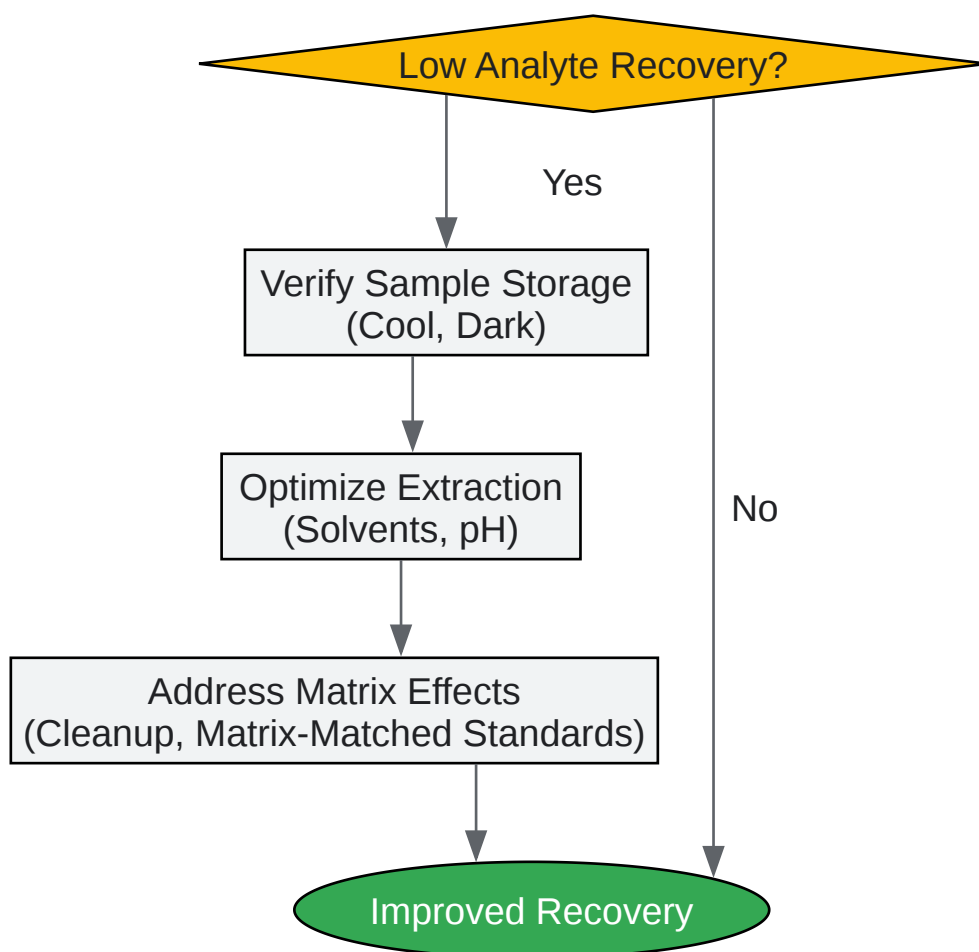 Low Analyte Recovery?
Yes
Verify Sample Storage
(Cool, Dark)
Optimize Extraction
(Solvents, pH)
No
Address Matrix Effects
(Cleanup, Matrix-Matched Standards)
Improved Recovery